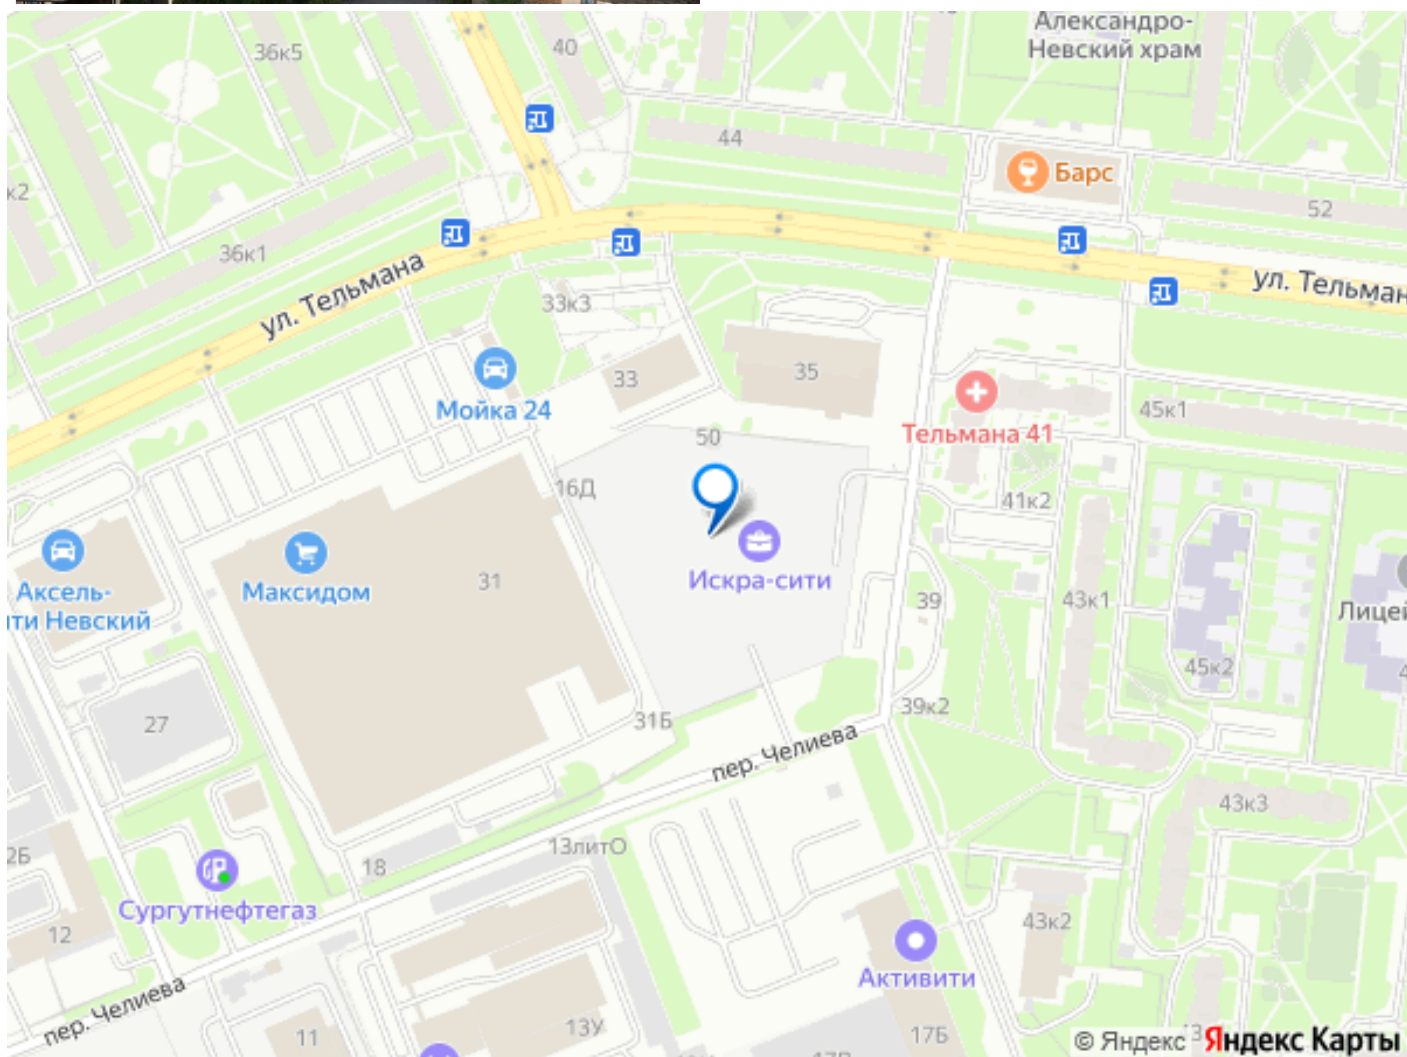 Александро-
Невский храм
36к5
40
44
Барс
к2
52
36к1
ул. Тельмана
ул. Тельман
33к3
33
35
Мойка 24
45к1
Тельмана 41
50
16Д
41к2
Искра-сити
Аксель-
ти Невский
Максидом
31
39
43к1
Лицей
45к2
27
31Б
39к2
пер. Челиева
43к3
2Б
18
13литО
Сургутнефтегаз
12
43к2
Активити
пер. Челиева
11
13У
17Б
© Яндекс
Яндекс Карты